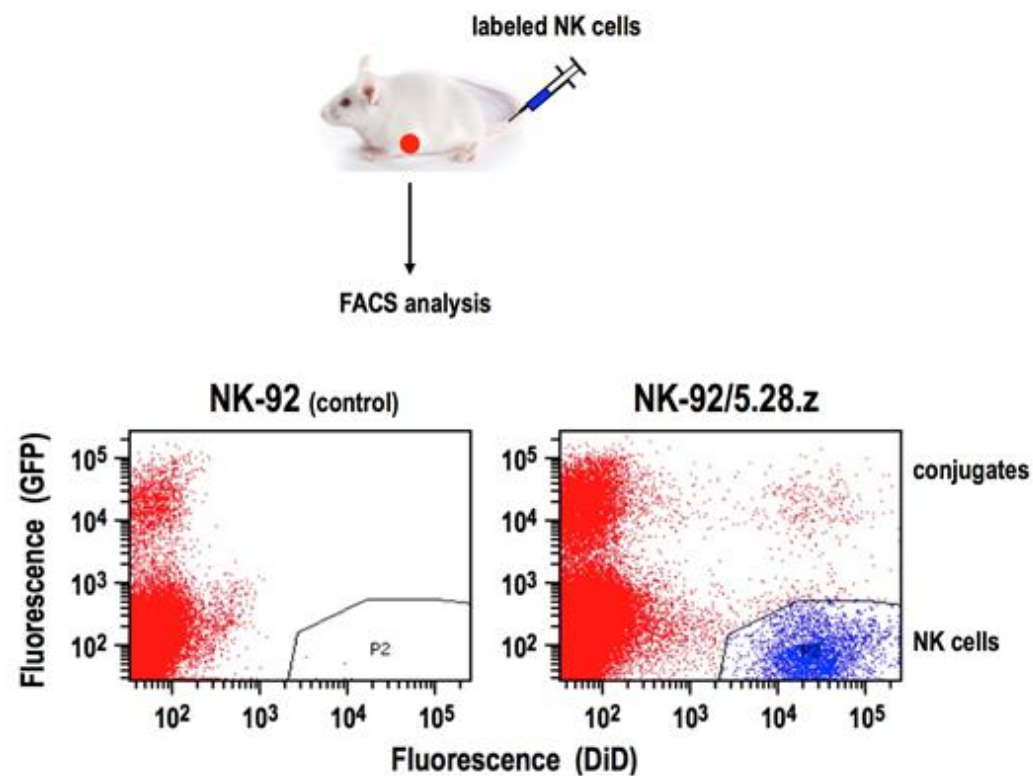 labeled NK cells
FACS analysis
NK-92 (control)
NK-92/5.28.z
Fluorescence (GFP)
10⁵
10⁴
10³
10²
P2
10² 10³ 10⁴ 10⁵
10⁵
10⁴
10³
10²
10² 10³ 10⁴ 10⁵
conjugates
NK cells
Fluorescence (DiD)